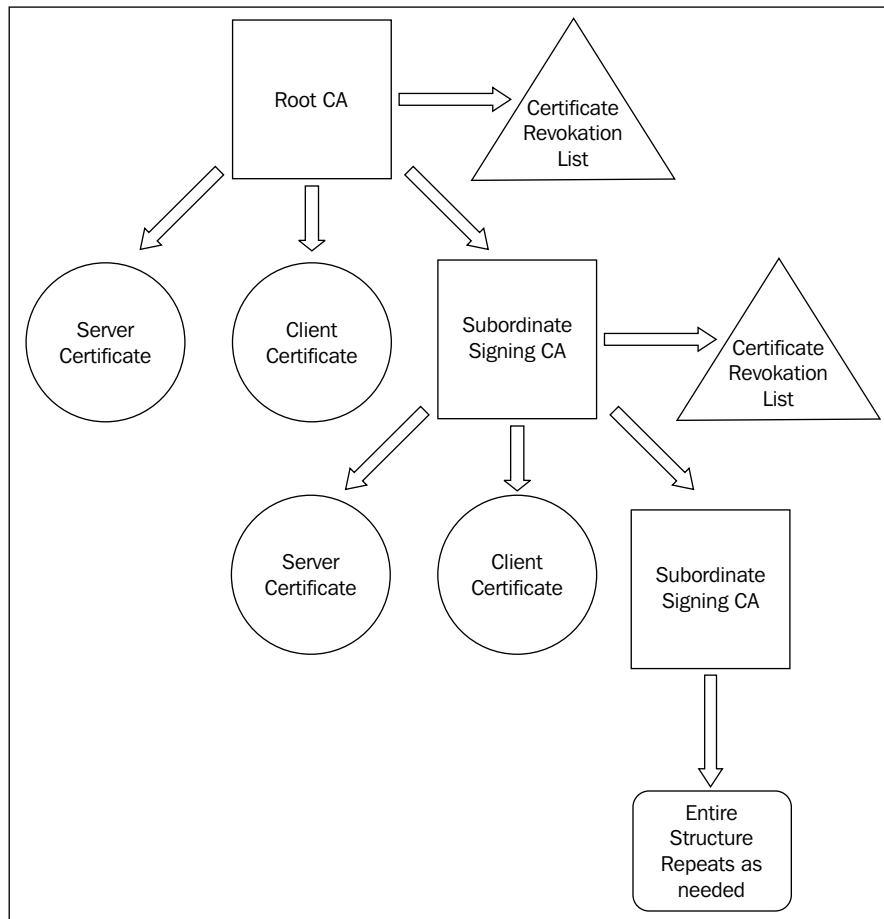 Root CA
Certificate
Revokation
List
Server
Certificate
Client
Certificate
Subordinate
Signing CA
Certificate
Revokation
List
Server
Certificate
Client
Certificate
Subordinate
Signing CA
Entire
Structure
Repeats as
needed